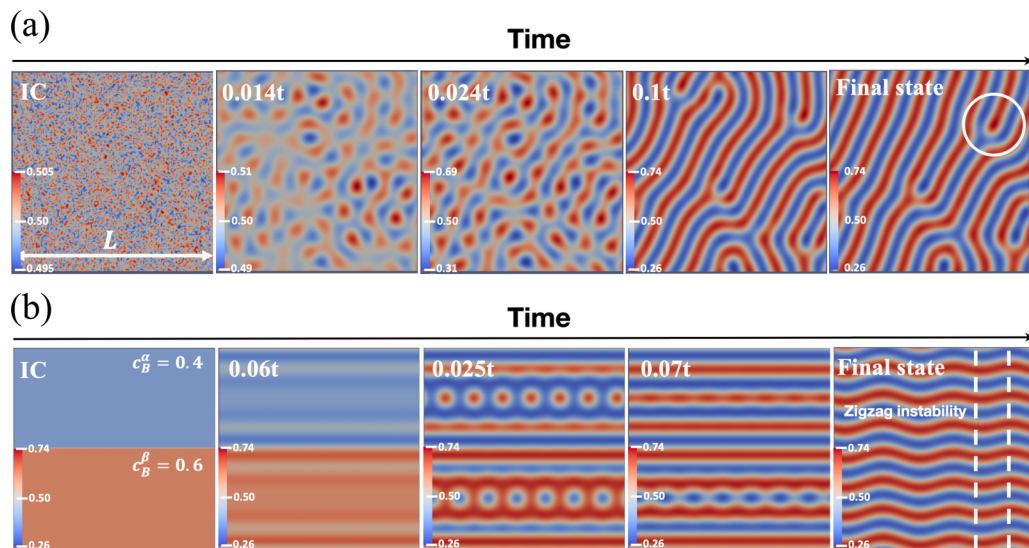 (a)
Time
IC
0.505
0.50
L
0.495
0.014t
0.51
0.50
0.49
0.024t
0.69
0.50
0.31
0.1t
0.74
0.50
0.26
Final state
0.74
0.50
0.26
(b)
Time
IC
c_B^α = 0.4
0.74
c_B^β = 0.6
0.50
0.26
0.06t
0.74
0.50
0.26
0.025t
0.74
0.50
0.26
0.07t
0.74
0.50
0.26
Final state
Zigzag instability
0.74
0.50
0.26